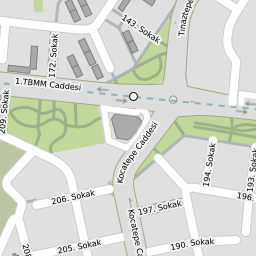 143. Sokak
Tınaztepe
172. Sokak
1.TBMM Caddesi
209. Sokak
Kocatepe Caddesi
194. Sokak
193. Sokak
206. Sokak
196.
197. Sokak
Kocatepe C
205. Sokak
190. Sokak